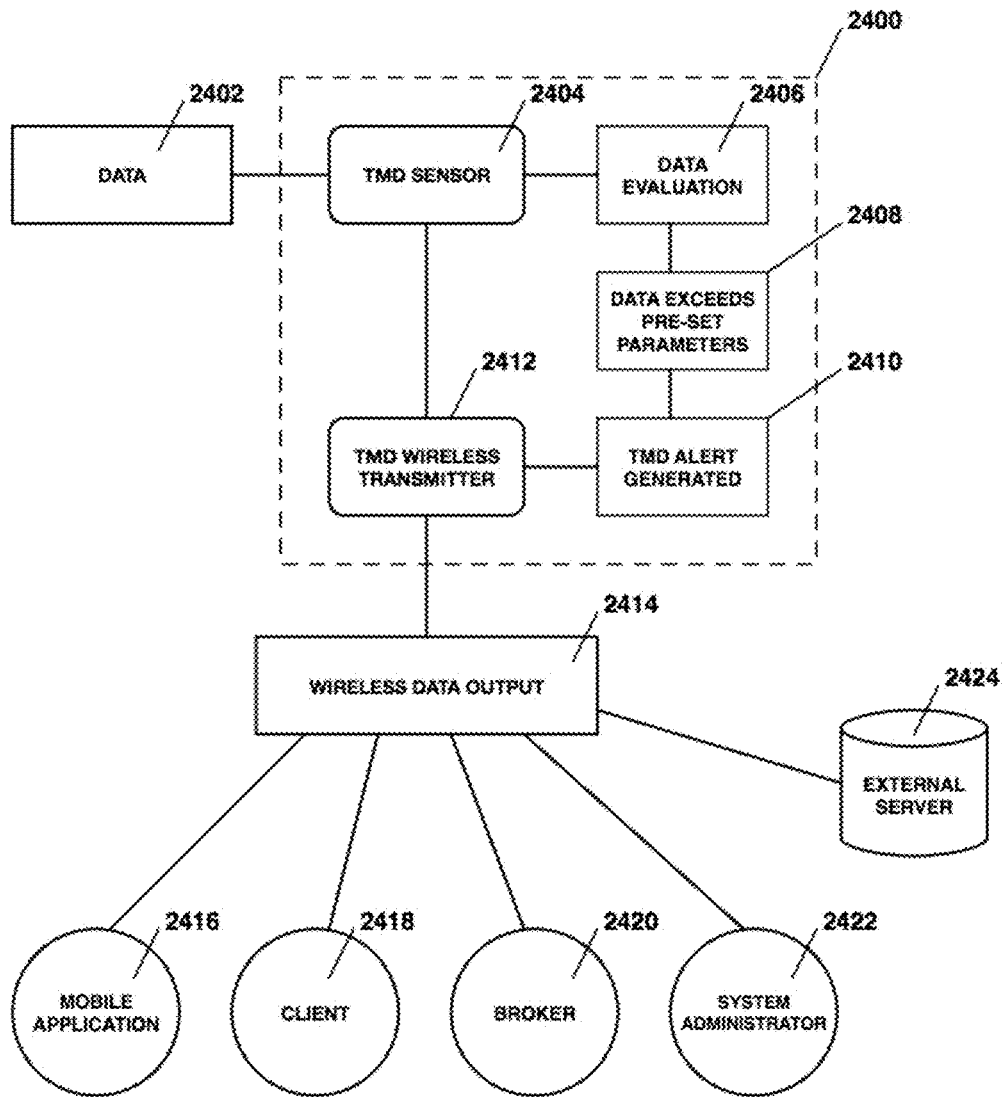 2400
2402
2404
2406
DATA
TMD SENSOR
DATA
EVALUATION
2408
DATA EXCEEDS
PRE-SET
PARAMETERS
2412
2410
TMD WIRELESS
TRANSMITTER
TMD ALERT
GENERATED
2414
WIRELESS DATA OUTPUT
2424
EXTERNAL
SERVER
2416
2418
2420
2422
MOBILE
APPLICATION
CLIENT
BROKER
SYSTEM
ADMINISTRATOR